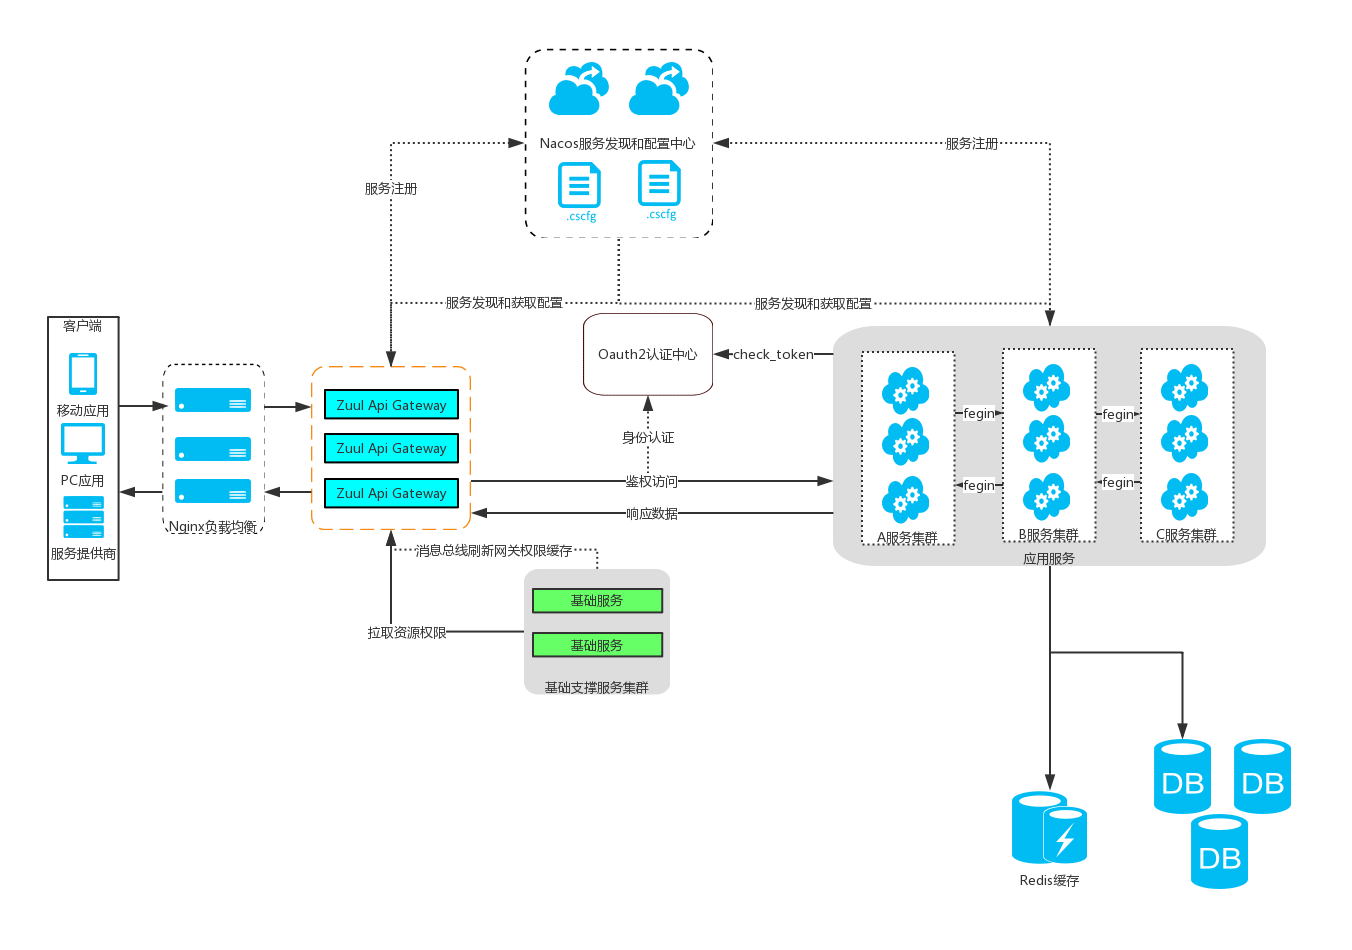 Nacos服务发现和配置中心
.cscfg
.cscfg
服务注册
服务注册
服务发现和获取配置
服务发现和获取配置
客户端
移动应用
PC应用
服务提供商
Nginx负载均衡
Zuul Api Gateway
Zuul Api Gateway
Zuul Api Gateway
Oauth2认证中心
check_token
身份认证
鉴权访问
响应数据
fegin
fegin
fegin
fegin
A服务集群
B服务集群
C服务集群
应用服务
消息总线刷新网关权限缓存
拉取资源权限
基础服务
基础服务
基础支撑服务集群
DB
DB
DB
Redis缓存